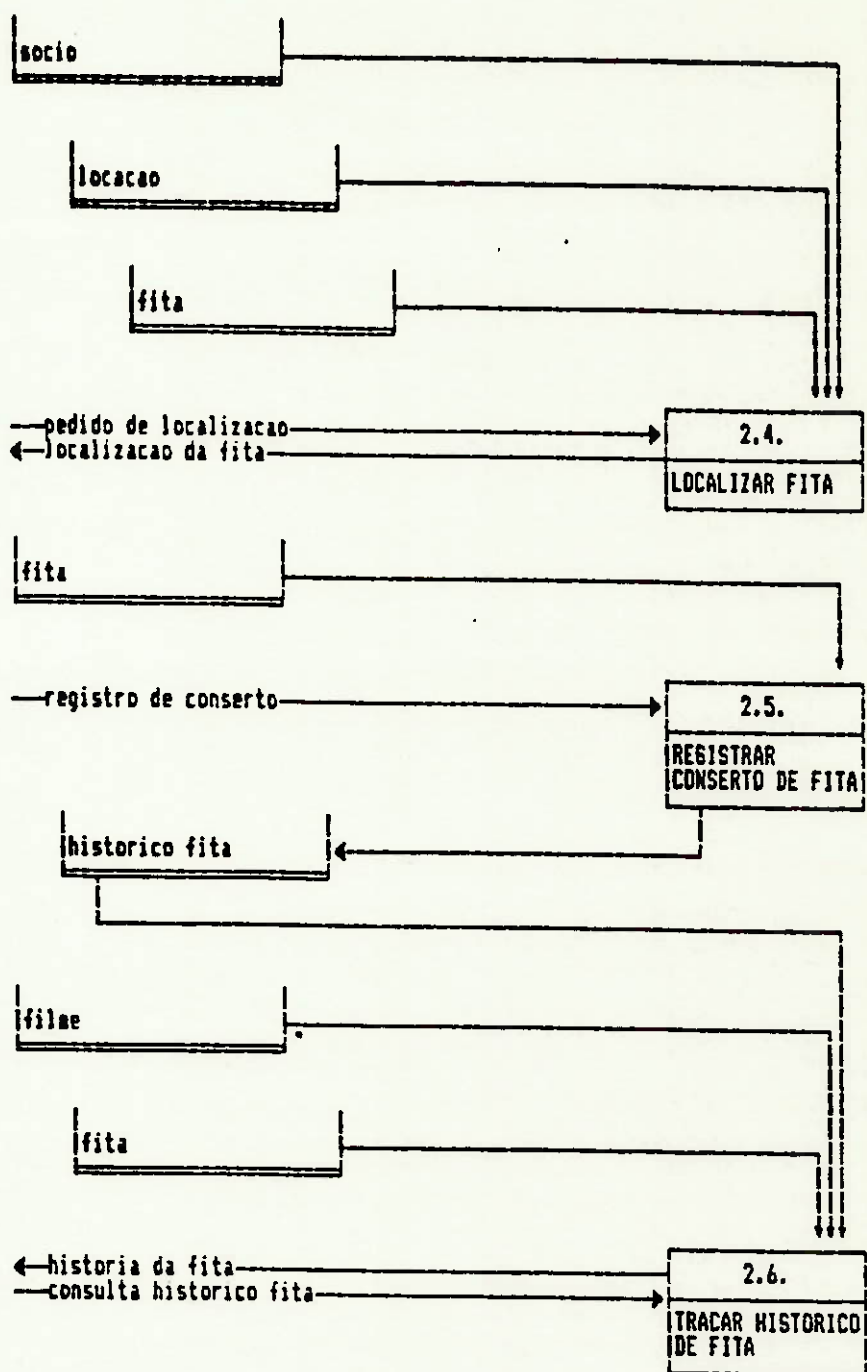 socio
locacao
fita
pedido de localizacao
localizacao da fita
2.4.
LOCALIZAR FITA
fita
registro de conserto
2.5.
REGISTRAR
CONSERTO DE FITA
historico fita
filme
fita
historia da fita
consulta historico fita
2.6.
TRACAR HISTORICO
DE FITA